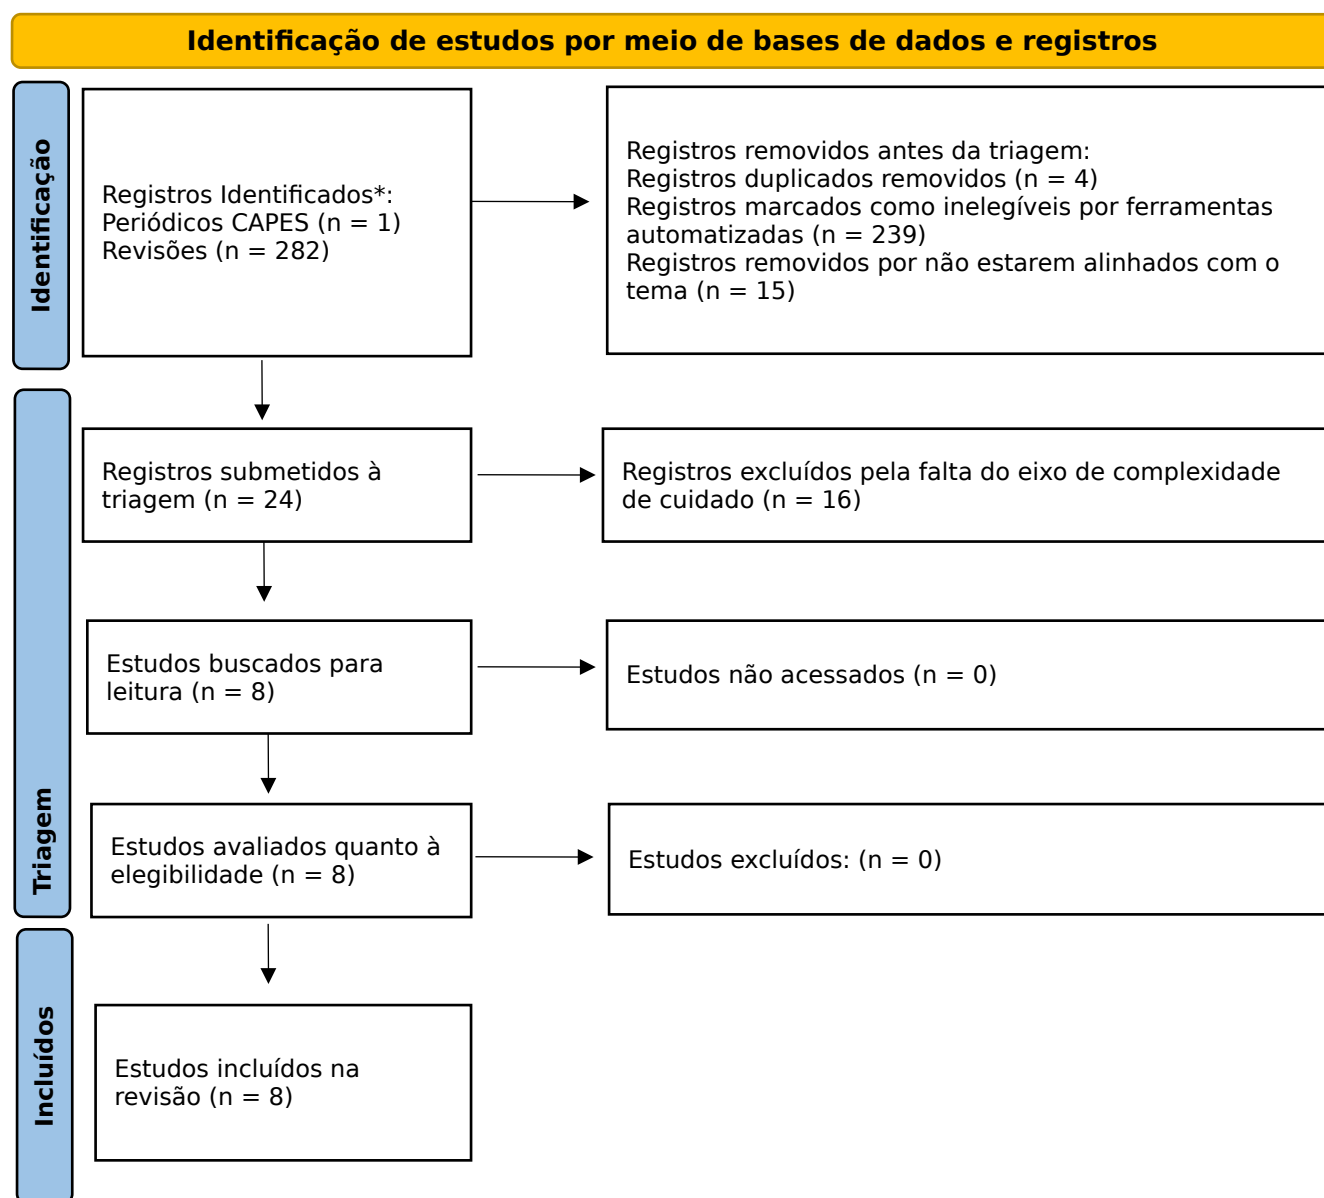 Identificação de estudos por meio de bases de dados e registros
Identificação
Registros Identificados*:
Periódicos CAPES (n = 1)
Revisões (n = 282)
Registros removidos antes da triagem:
Registros duplicados removidos (n = 4)
Registros marcados como inelegíveis por ferramentas
automatizadas (n = 239)
Registros removidos por não estarem alinhados com o
tema (n = 15)
Triagem
Registros submetidos à
triagem (n = 24)
Registros excluídos pela falta do eixo de complexidade
de cuidado (n = 16)
Estudos buscados para
leitura (n = 8)
Estudos não acessados (n = 0)
Estudos avaliados quanto à
elegibilidade (n = 8)
Estudos excluídos: (n = 0)
Incluídos
Estudos incluídos na
revisão (n = 8)